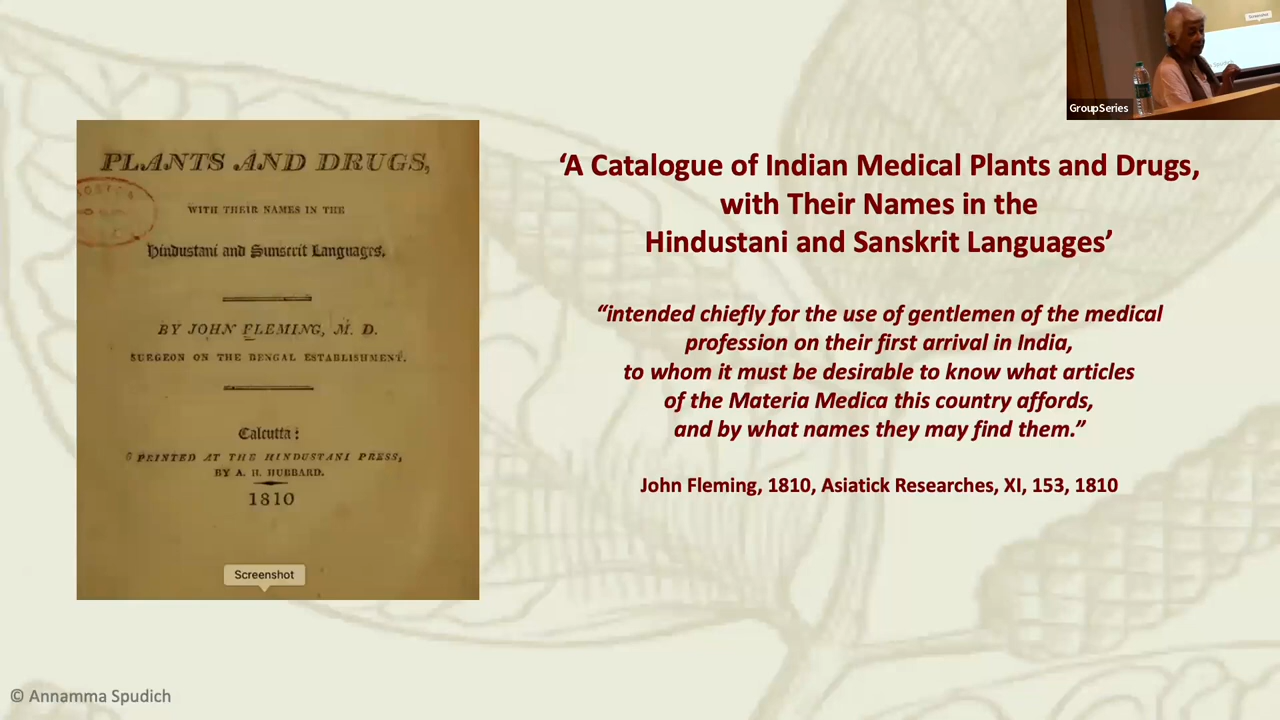 PLANTS AND DRUGS,
WITH THEIR NAMES IN THE
Hindustani and Sunscrit Languages.
BY JOHN FLEMING, M. D.
SURGEON ON THE BENGAL ESTABLISHMENT.
Calcutta:
PRINTED AT THE HINDUSTANI PRESS,
BY A. H. HUBBARD.
1810
Screenshot
‘A Catalogue of Indian Medical Plants and Drugs,
with Their Names in the
Hindustani and Sanskrit Languages’
“intended chiefly for the use of gentlemen of the medical
profession on their first arrival in India,
to whom it must be desirable to know what articles
of the Materia Medica this country affords,
and by what names they may find them.”
John Fleming, 1810, Asiatick Researches, XI, 153, 1810
GroupSeries
Screenshot
© Annamma Spudich